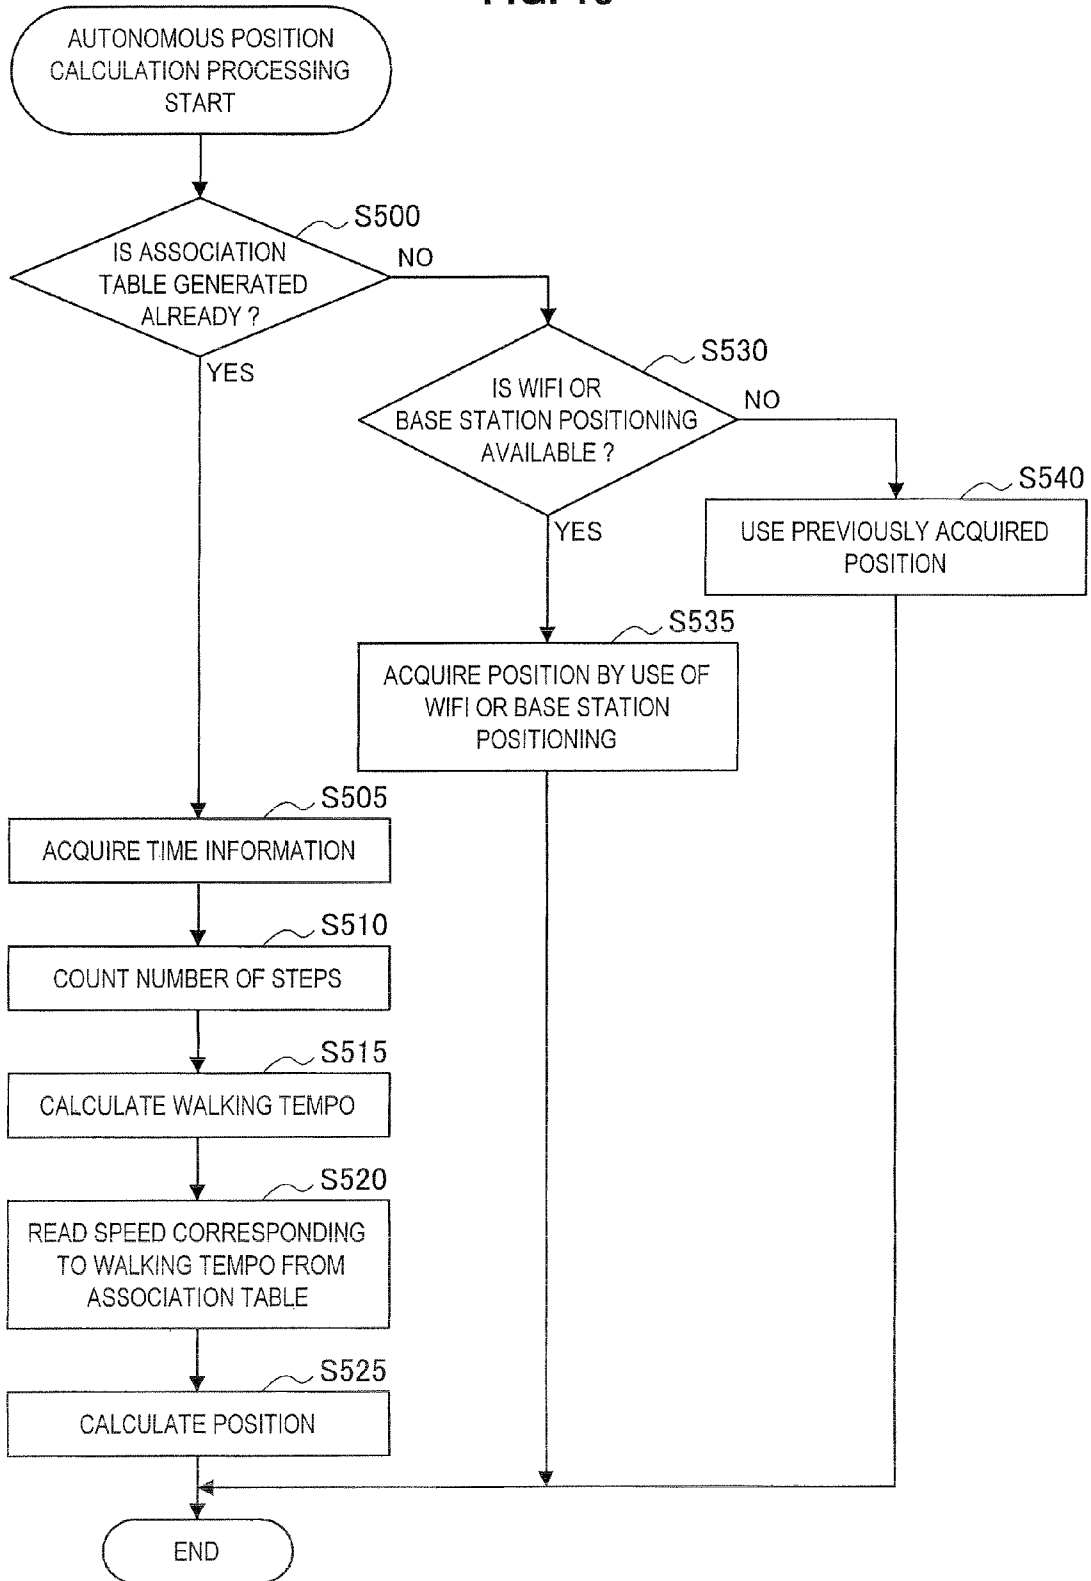 AUTONOMOUS POSITION
CALCULATION PROCESSING
START
S500
IS ASSOCIATION
TABLE GENERATED
ALREADY ?
NO
YES
S530
IS WIFI OR
BASE STATION POSITIONING
AVAILABLE ?
NO
YES
S540
USE PREVIOUSLY ACQUIRED
POSITION
S535
ACQUIRE POSITION BY USE OF
WIFI OR BASE STATION
POSITIONING
S505
ACQUIRE TIME INFORMATION
S510
COUNT NUMBER OF STEPS
S515
CALCULATE WALKING TEMPO
S520
READ SPEED CORRESPONDING
TO WALKING TEMPO FROM
ASSOCIATION TABLE
S525
CALCULATE POSITION
END